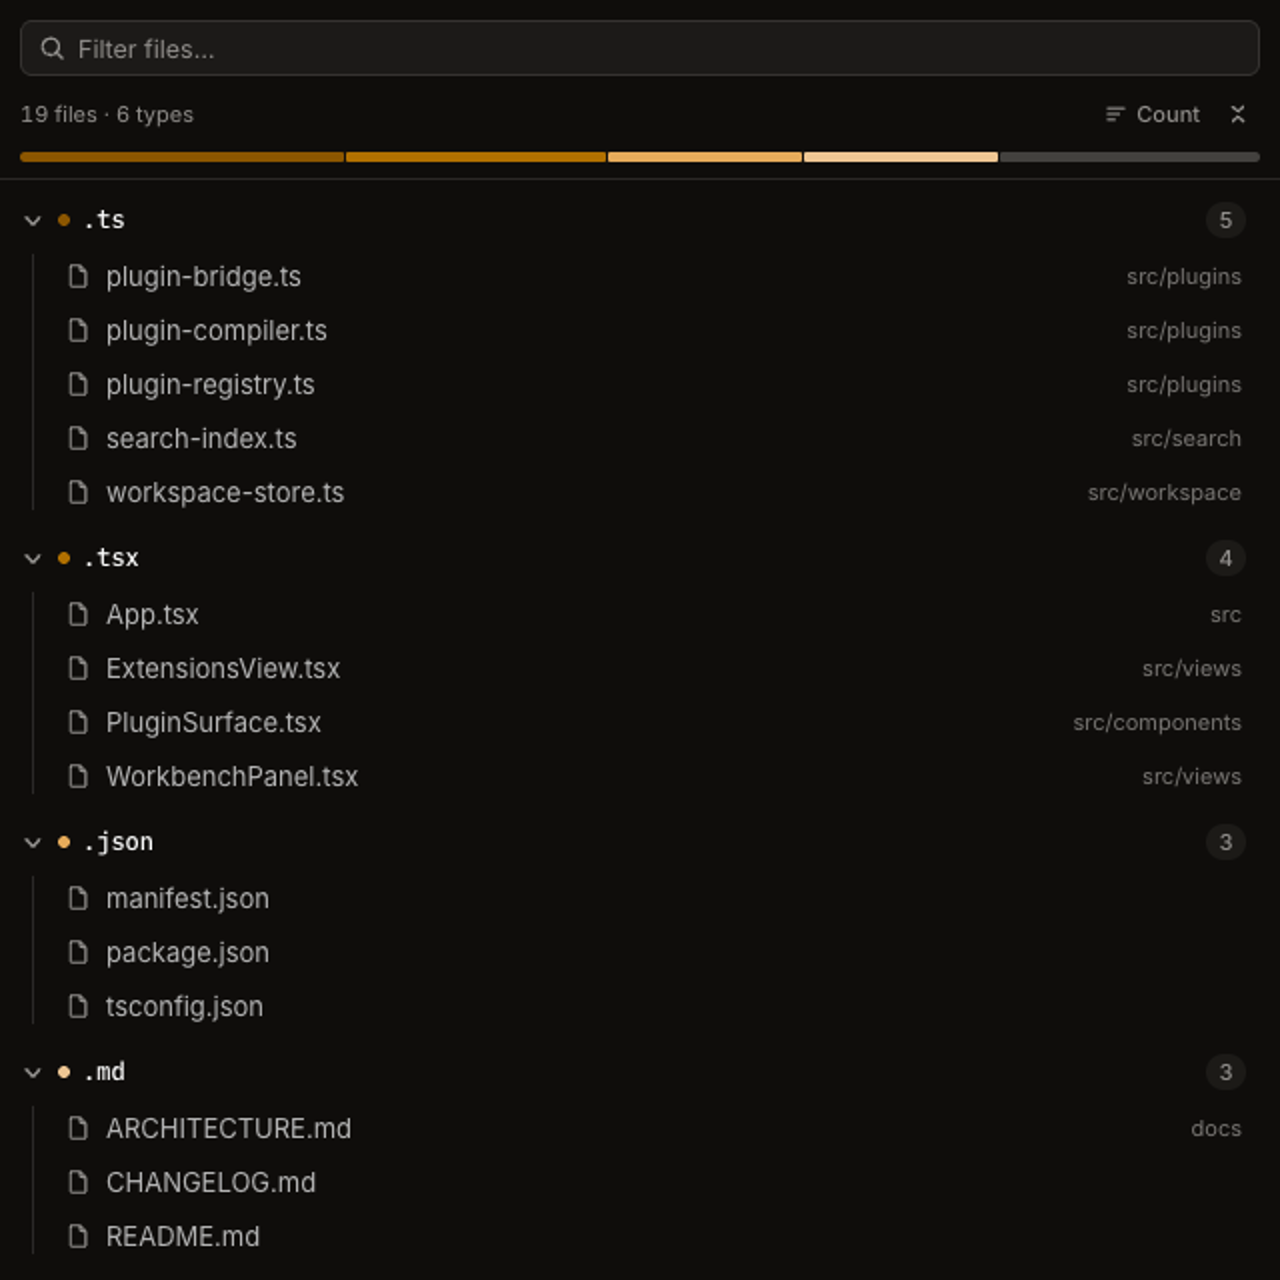 Filter files...
19 files · 6 types Count
.ts 5
plugin-bridge.ts src/plugins
plugin-compiler.ts src/plugins
plugin-registry.ts src/plugins
search-index.ts src/search
workspace-store.ts src/workspace
.tsx 4
App.tsx src
ExtensionsView.tsx src/views
PluginSurface.tsx src/components
WorkbenchPanel.tsx src/views
.json 3
manifest.json
package.json
tsconfig.json
.md 3
ARCHITECTURE.md docs
CHANGELOG.md
README.md